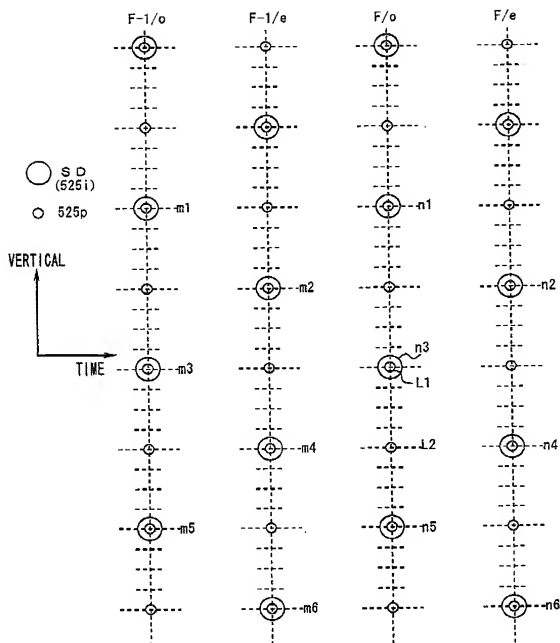 F-1/o F-1/e F/o F/e
S D
(525i)
525p
m1 n1
VERTICAL
m2 n2
TIME
n3
m3
L1
m4 L2 n4
m5 n5
m6 n6